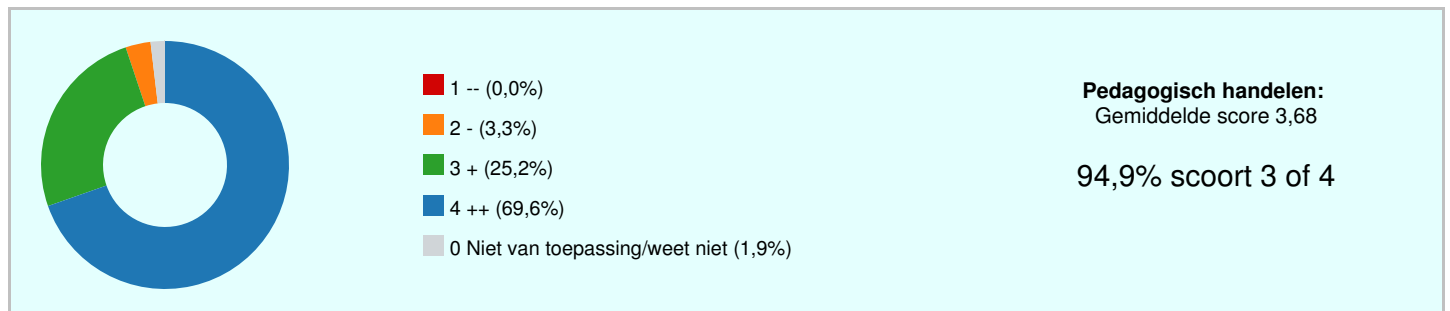 1 -- (0,0%)
2 - (3,3%)
3 + (25,2%)
4 ++ (69,6%)
0 Niet van toepassing/weet niet (1,9%)
Pedagogisch handelen:
Gemiddelde score 3,68
94,9% scoort 3 of 4